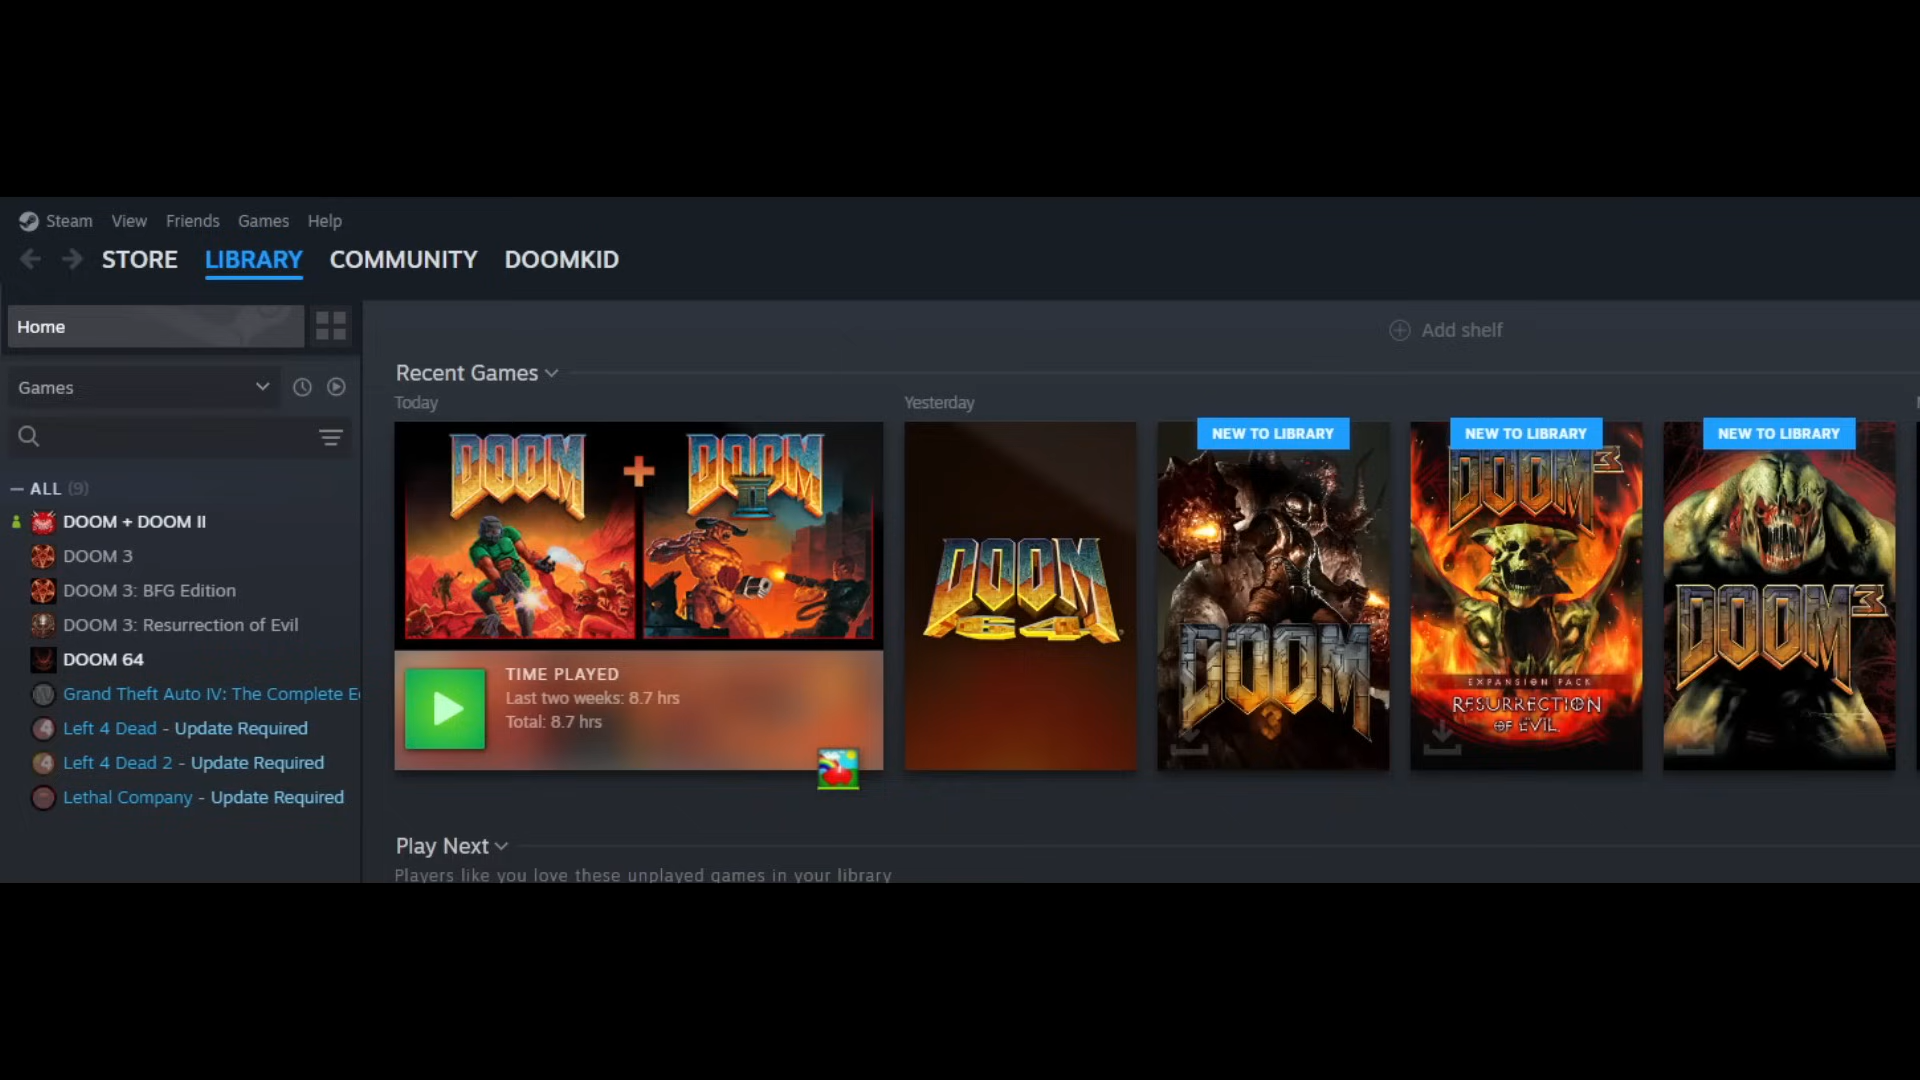 Steam View Friends Games Help
STORE LIBRARY COMMUNITY DOOMKID
Home
Add shelf
Games
Recent Games
Today
Yesterday
— ALL (9)
DOOM + DOOM II
DOOM 3
DOOM 3: BFG Edition
DOOM 3: Resurrection of Evil
DOOM 64
Grand Theft Auto IV: The Complete E
Left 4 Dead - Update Required
Left 4 Dead 2 - Update Required
Lethal Company - Update Required
DOOM + DOOM II
TIME PLAYED
Last two weeks: 8.7 hrs
Total: 8.7 hrs
DOOM 64
NEW TO LIBRARY
DOOM 3
NEW TO LIBRARY
DOOM 3
EXPANSION PACK
RESURRECTION
OF EVIL
NEW TO LIBRARY
DOOM 3
Play Next
Players like you love these unplayed games in your library